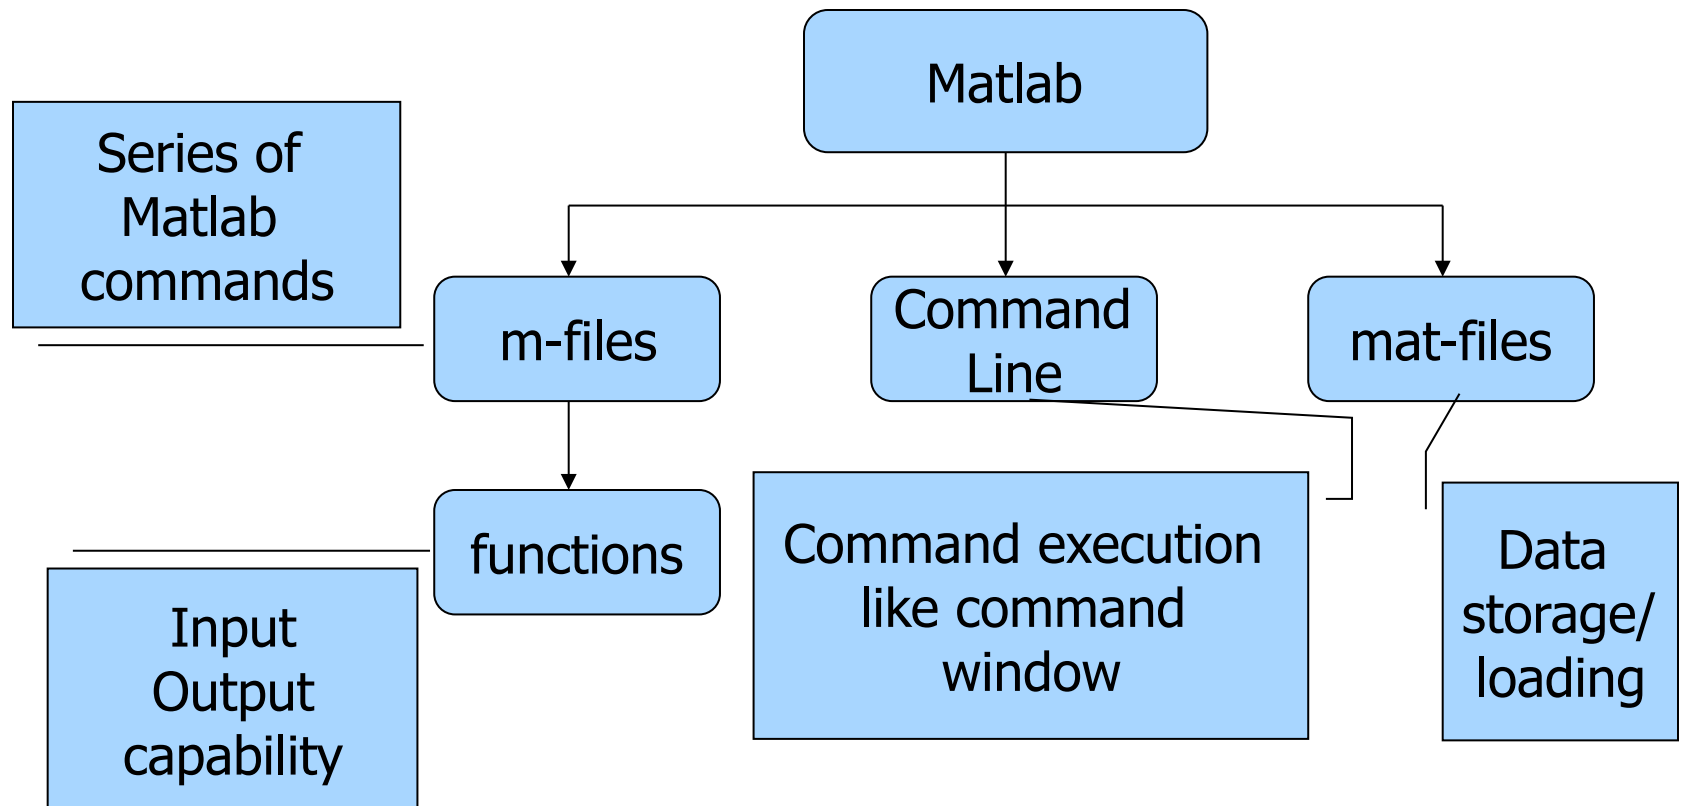 Matlab
Series of
Matlab
commands
m-files
Command
Line
mat-files
functions
Input
Output
capability
Command execution
like command
window
Data
storage/
loading